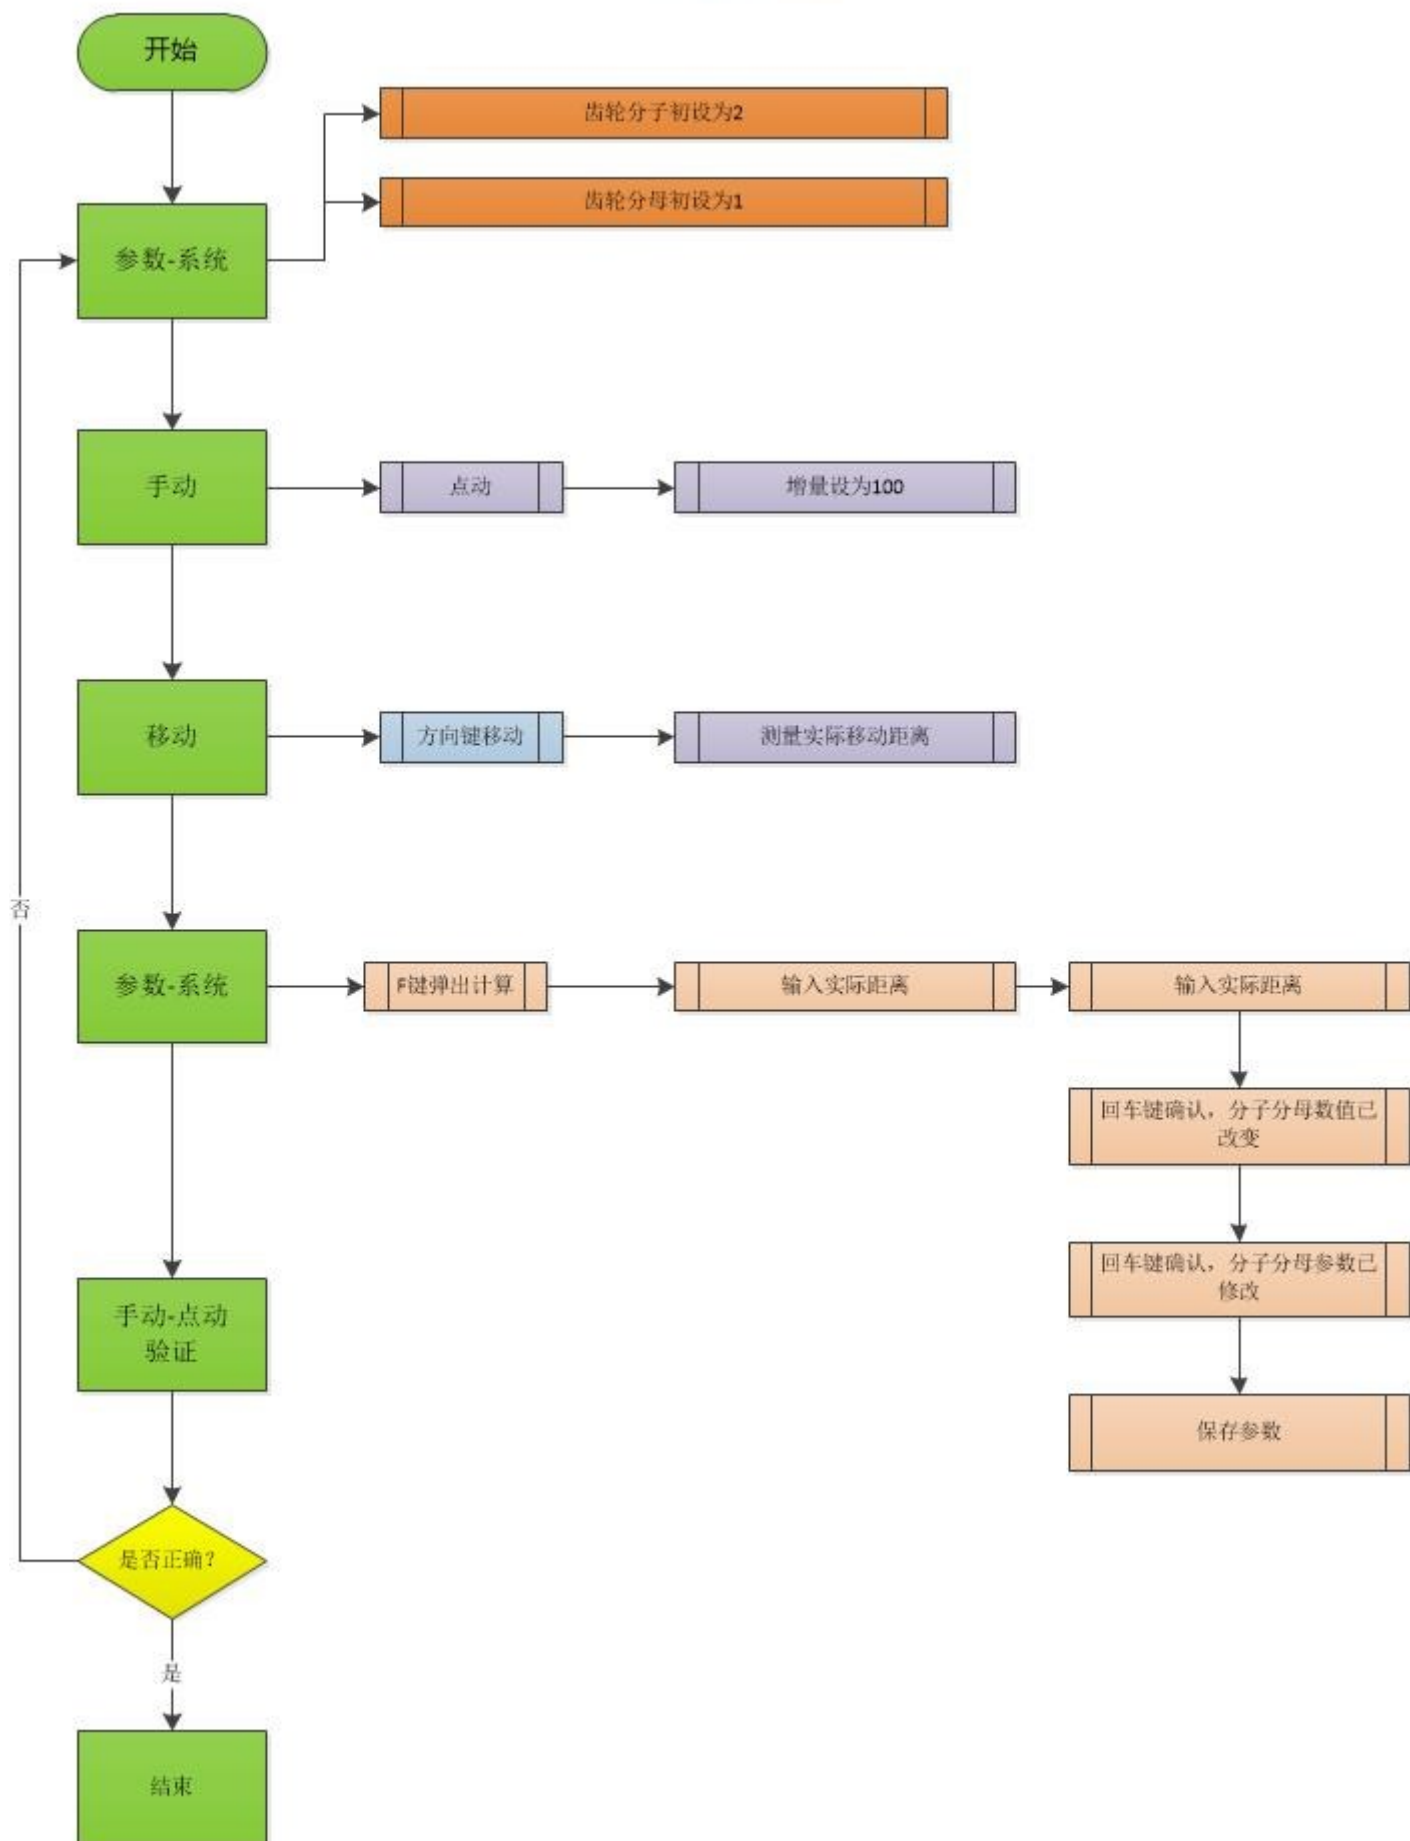 开始
齿轮分子初设为2
齿轮分母初设为1
参数-系统
手动
点动
增量设为100
移动
方向键移动
测量实际移动距离
否
参数-系统
F键弹出计算
输入实际距离
输入实际距离
回车键确认，分子分母数值已
改变
回车键确认，分子分母参数已
修改
手动-点动
验证
保存参数
是否正确？
是
结束